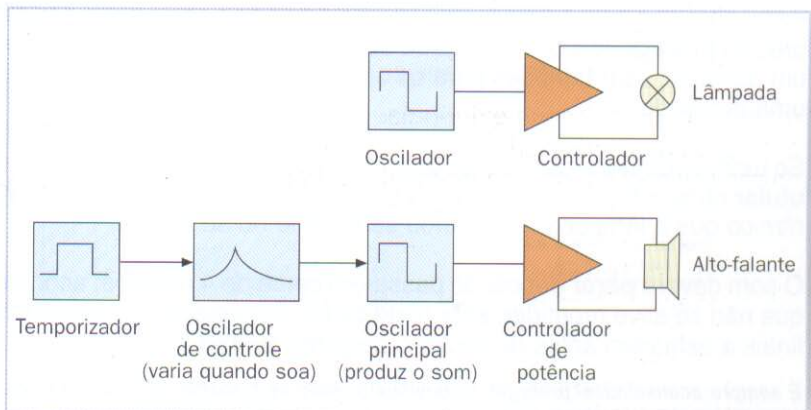 Oscilador
Controlador
Lâmpada
Temporizador
Oscilador
de controle
(varia quando soa)
Oscilador
principal
(produz o som)
Controlador
de
potência
Alto-falante